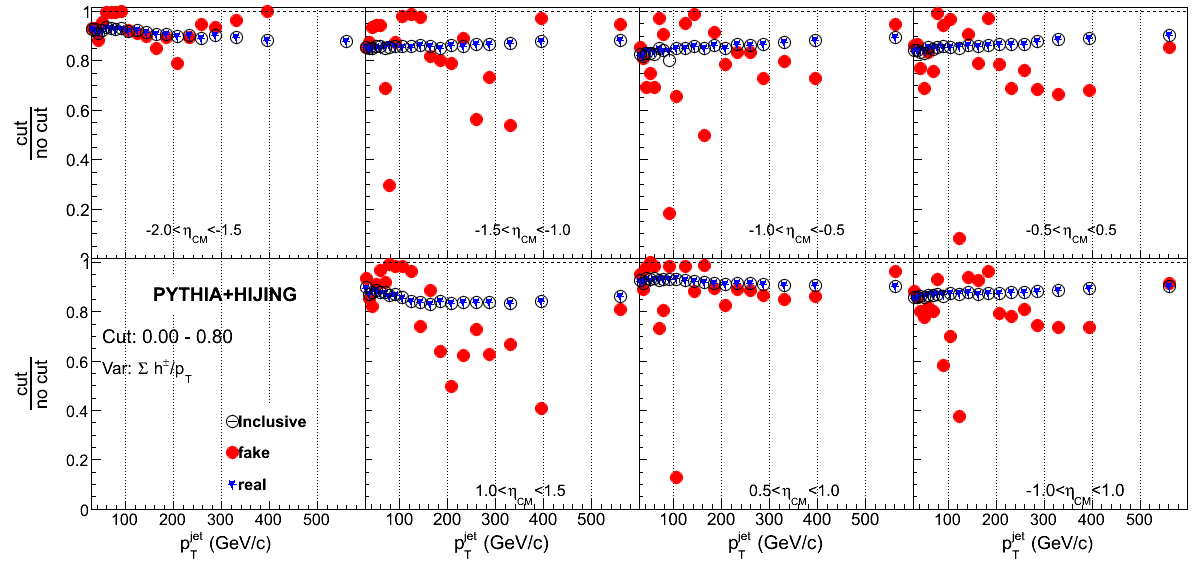 cut
no cut
1
0.8
0.6
0.4
0.2
-2.0<η_CM<-1.5
-1.5<η_CM<-1.0
-1.0<η_CM<-0.5
-0.5<η_CM<0.5
cut
no cut
1
0.8
0.6
0.4
0.2
0
PYTHIA+HIJING
Cut: 0.00 - 0.80
Var: Σ h^±/p_T
Inclusive
fake
real
1.0<η_CM<1.5
0.5<η_CM<1.0
-1.0<η_CM<1.0
100 200 300 400 500
100 200 300 400 500
100 200 300 400 500
100 200 300 400 500
p_T^jet (GeV/c)
p_T^jet (GeV/c)
p_T^jet (GeV/c)
p_T^jet (GeV/c)